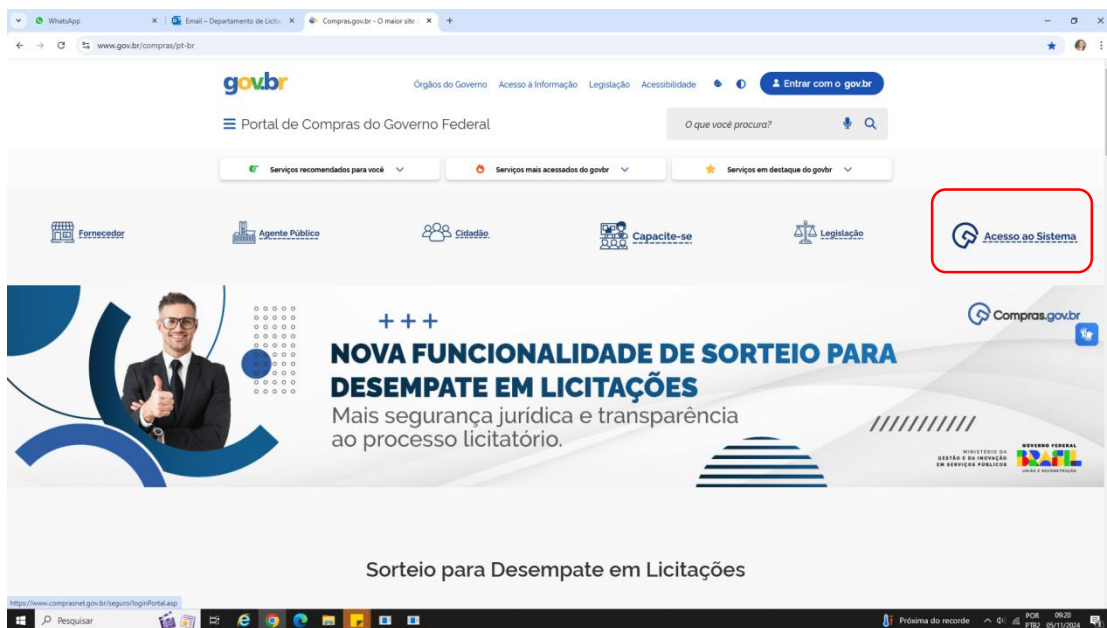 WhatsApp
Email – Departamento de Licita
Compras.gov.br - O maior site
www.gov.br/compras/pt-br
gov.br
Órgãos do Governo Acesso à Informação Legislação Acessibilidade
Entrar com o gov.br
Portal de Compras do Governo Federal
O que você procura?
Serviços recomendados para você
Serviços mais acessados do govbr
Serviços em destaque do govbr
Fornecedor
Agente Público
Cidadão
Capacite-se
Legislação
Acesso ao Sistema
Compras.gov.br
+++
NOVA FUNCIONALIDADE DE SORTEIO PARA
DESEMPATE EM LICITAÇÕES
Mais segurança jurídica e transparência
ao processo licitatório.
MINISTÉRIO DA
GESTÃO E DA INOVAÇÃO
EM SERVIÇOS PÚBLICOS
GOVERNO FEDERAL
BRASIL
UNIÃO E RECONSTRUÇÃO
Sorteio para Desempate em Licitações
https://www.comprasnet.gov.br/seguro/loginPortal.asp
Pesquisar
Próxima do recorde
POR
PTB2
09:20
05/11/2024